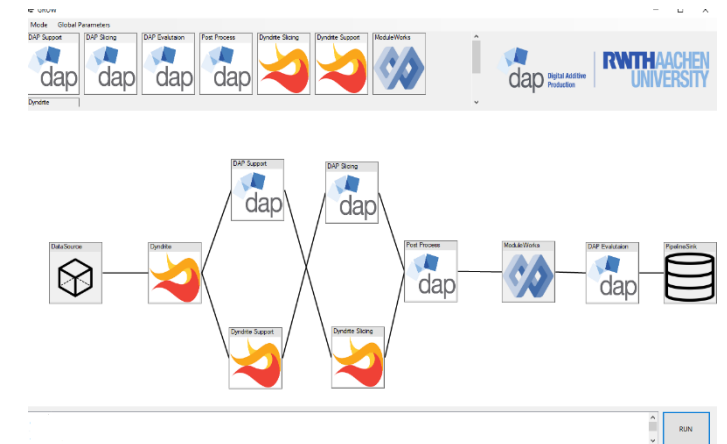 GROW
Mode Global Parameters
DAP Support DAP Slicing DAP Evalutaion Post Process Dyndrite Slicing Dyndrite Support ModuleWorks
dap dap dap dap
Dyndrite
dap Digital Additive
Production
RWTHAACHEN
UNIVERSITY
DAP Support DAP Slicing
dap dap
DataSource Dyndrite Post Process ModuleWorks DAP Evalutaion PipelineSink
dap dap
Dyndrite Support Dyndrite Slicing
RUN